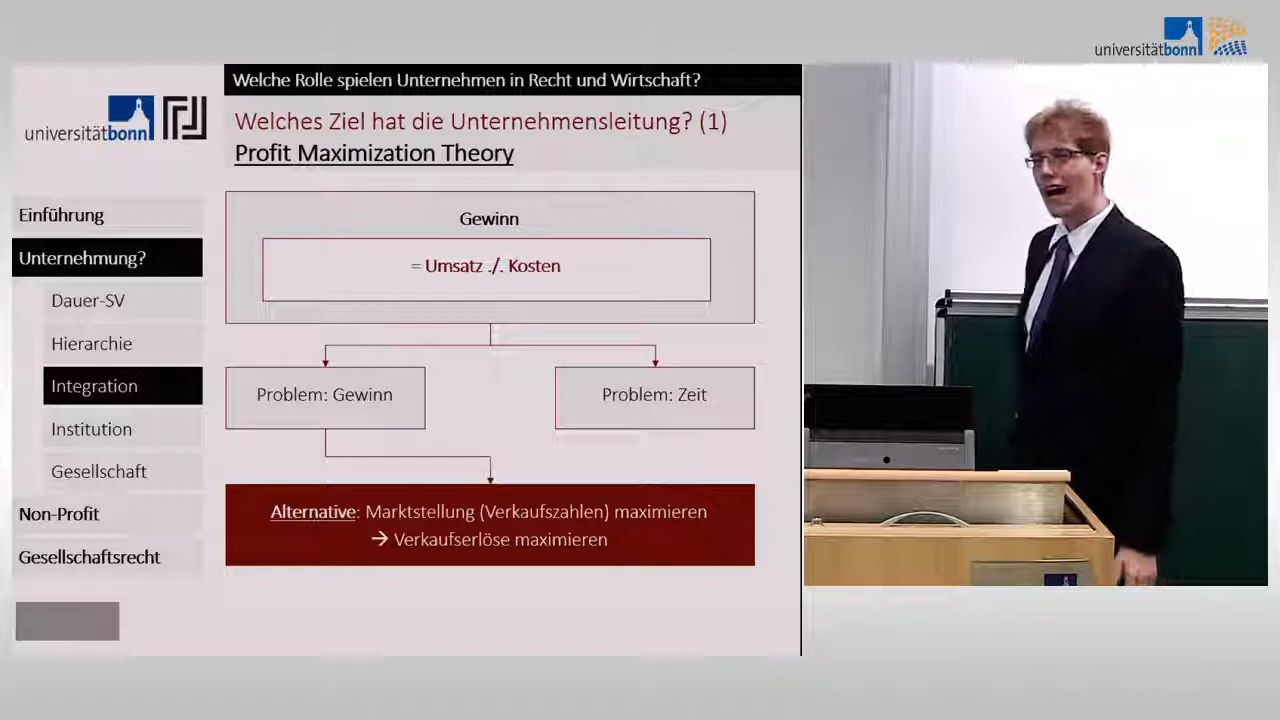 universitätbonn
Welche Rolle spielen Unternehmen in Recht und Wirtschaft?
universitätbonn
Welches Ziel hat die Unternehmensleitung? (1)
Profit Maximization Theory
Einführung
Unternehmung?
Dauer-SV
Hierarchie
Integration
Institution
Gesellschaft
Non-Profit
Gesellschaftsrecht
Gewinn
= Umsatz ./. Kosten
Problem: Gewinn
Problem: Zeit
Alternative: Marktstellung (Verkaufszahlen) maximieren
→ Verkaufserlöse maximieren